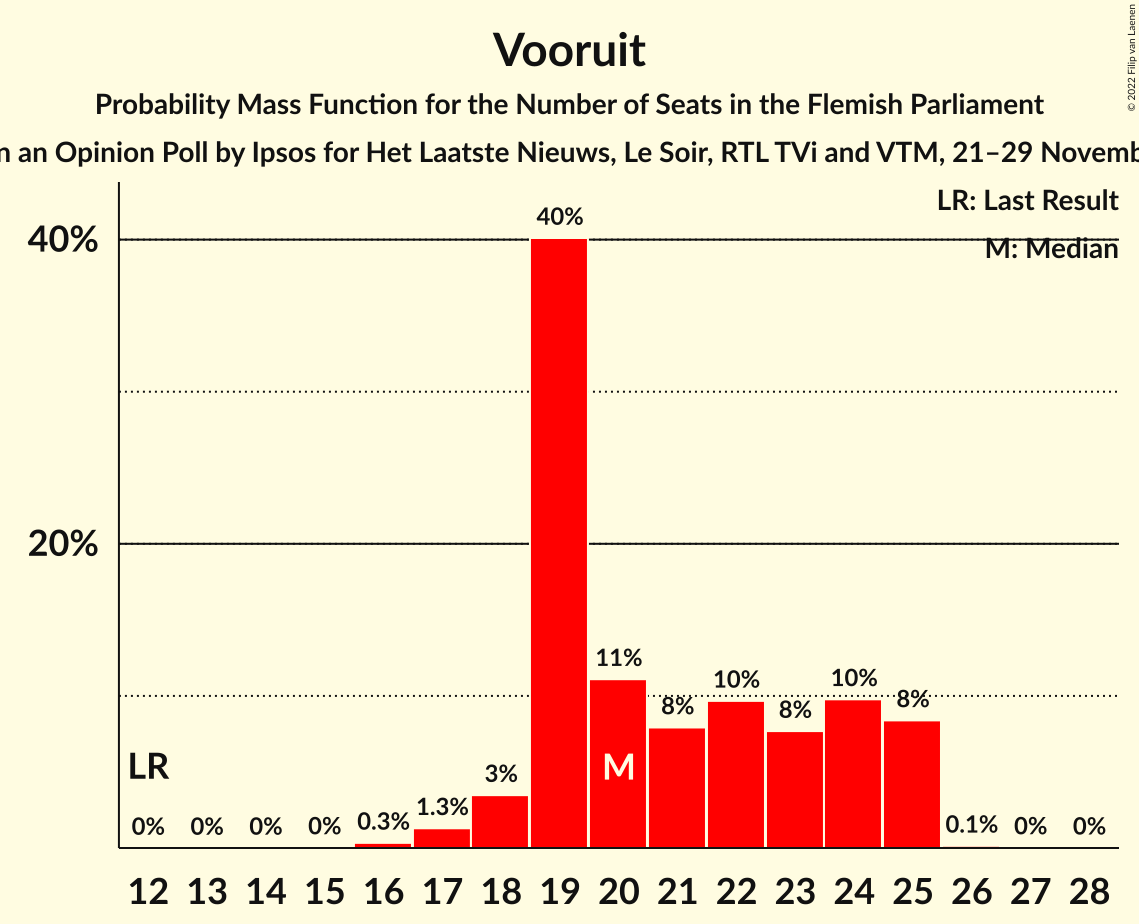 Vooruit
Probability Mass Function for the Number of Seats in the Flemish Parliament
an Opinion Poll by Ipsos for Het Laatste Nieuws, Le Soir, RTL TVi and VTM, 21–29
© 2022 Filip van Laenen
LR: Last Result
M: Median
40%
20%
40%
11%
8%
10%
8%
10%
8%
3%
1.3%
0.3%
0%
0%
0%
0%
0.1%
0%
0%
LR
M
12 13 14 15 16 17 18 19 20 21 22 23 24 25 26 27 28